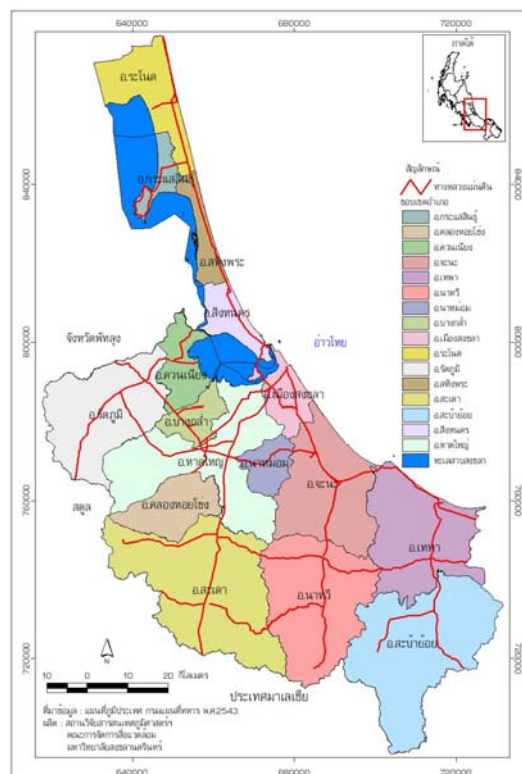 640000
680000
720000
ภาคใต้
อ.ระโนด
840000
840000
สัญลักษณ์
ทางหลวงแผ่นดิน
ขอบเขตอำเภอ
อ.กระแสสินธุ์
อ.คลองหอยโข่ง
อ.ควนเนียง
อ.จะนะ
อ.เทพา
อ.นาทวี
อ.นาหม่อม
อ.บางกล่ำ
อ.เมืองสงขลา
อ.ระโนด
อ.รัตภูมิ
อ.สทิงพระ
อ.สะเดา
อ.สะบ้าย้อย
อ.สิงหนคร
อ.หาดใหญ่
ทะเลสาบสงขลา
อ.กระแสสินธุ์
อ.สทิงพระ
อ.สิงหนคร
จังหวัดพัทลุง
อ่าวไทย
800000
800000
อ.ควนเนียง
อ.เมืองสงขลา
อ.รัตภูมิ
อ.บางกล่ำ
อ.หาดใหญ่
อ.นาหม่อม
อ.จะนะ
สตูล
760000
760000
อ.คลองหอยโข่ง
อ.เทพา
อ.สะเดา
อ.นาทวี
อ.สะบ้าย้อย
720000
720000
N
10 0 10 20 กิโลเมตร
ประเทศมาเลเซีย
ที่มาข้อมูล : แผนที่ภูมิประเทศ กรมแผนที่ทหาร พ.ศ.2543
ผลิต : สถานวิจัยสารสนเทศภูมิศาสตร์ฯ
คณะการจัดการสิ่งแวดล้อม
มหาวิทยาลัยสงขลานครินทร์
640000
680000
720000